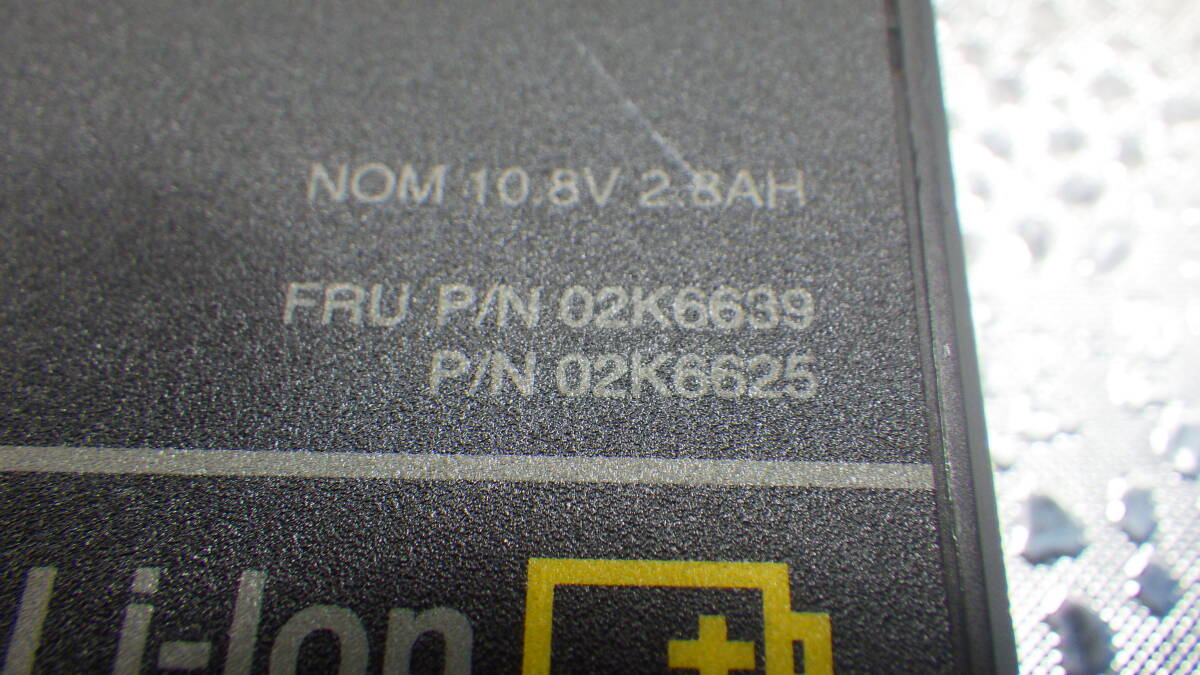 NOM 10.8V 2.8AH
FRU P/N 02K6639
P/N 02K6625
Li-Ion